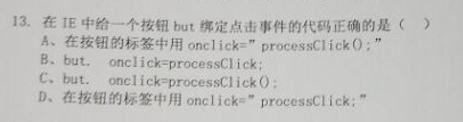 13. 在 IE 中给一个按钮 but 绑定点击事件的代码正确的是（ ）
A、在按钮的标签中用 onclick=”processClick();”
B、but. onclick=processClick;
C、but. onclick=processClick();
D、在按钮的标签中用 onclick=”processClick;”